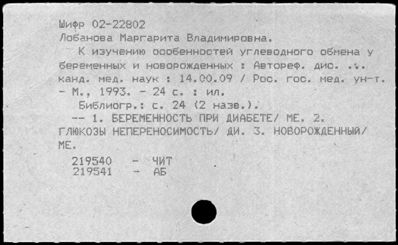 Шифр 02-22802
Лобанова Маргарита Владимировна.
К изучению особенностей углеводного обмена у
беременных и новорожденных : Автореф. дис. ...
канд. мед. наук : 14.00.09 / Рос. гос. мед. ун-т.
- М., 1993. - 24 с. : ил.
Библиогр.: с. 24 (2 назв.).
-- 1. БЕРЕМЕННОСТЬ ПРИ ДИАБЕТЕ/ МЕ. 2.
ГЛЮКОЗЫ НЕПЕРЕНОСИМОСТЬ/ ДИ. 3. НОВОРОЖДЕННЫЙ/
МЕ.
219540 - ЧИТ
219541 - АБ